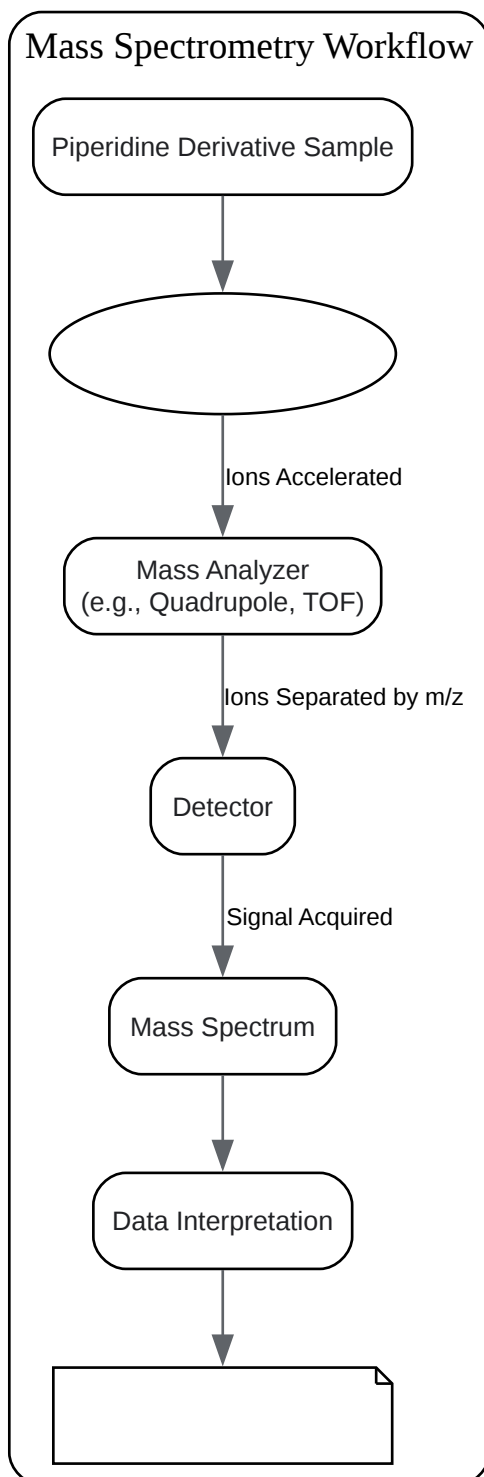 Mass Spectrometry Workflow
Piperidine Derivative Sample
Ions Accelerated
Mass Analyzer
(e.g., Quadrupole, TOF)
Ions Separated by m/z
Detector
Signal Acquired
Mass Spectrum
Data Interpretation